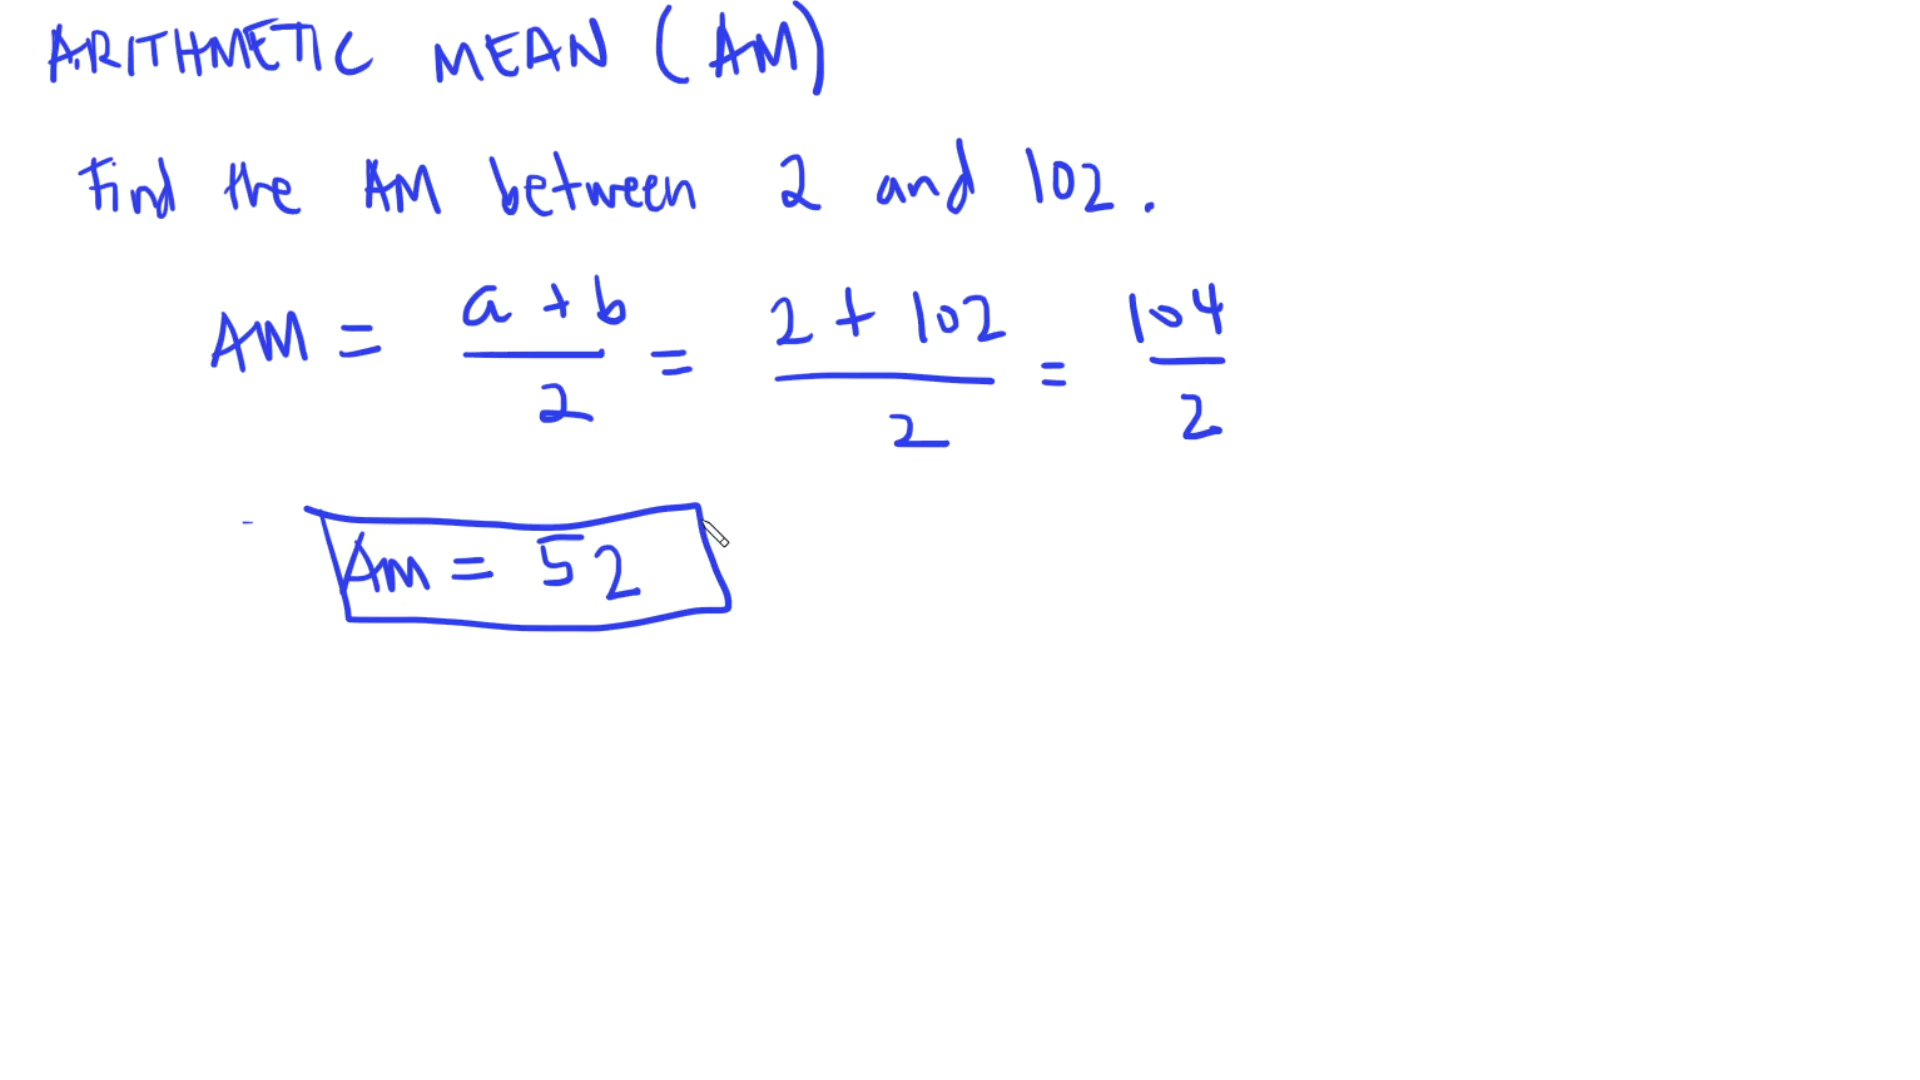 ARITHMETIC MEAN (AM)
Find the AM between 2 and 102.
AM = a + b / 2 = 2 + 102 / 2 = 104 / 2
Am = 52